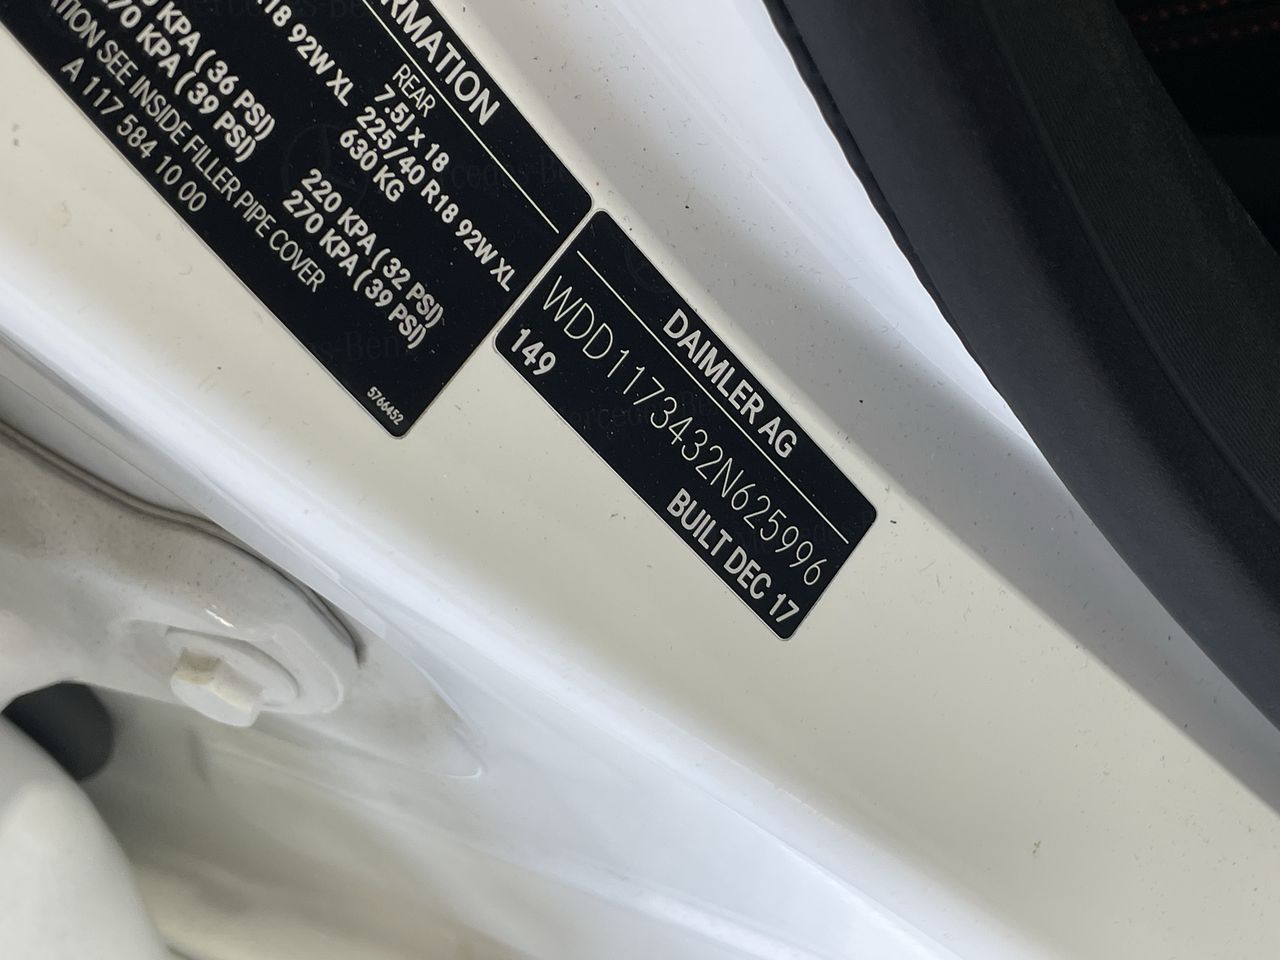 RMATION
R18 92W XL
REAR
7.5J X 18
225/40 R18 92W XL
630 KG
KPA ( 36 PSI)
220 KPA ( 32 PSI)
270 KPA ( 39 PSI)
270 KPA ( 39 PSI)
SEE INSIDE FILLER PIPE COVER
A 117 584 10 00
5766452
DAIMLER AG
WDD1173432N625996
149
BUILT DEC 17